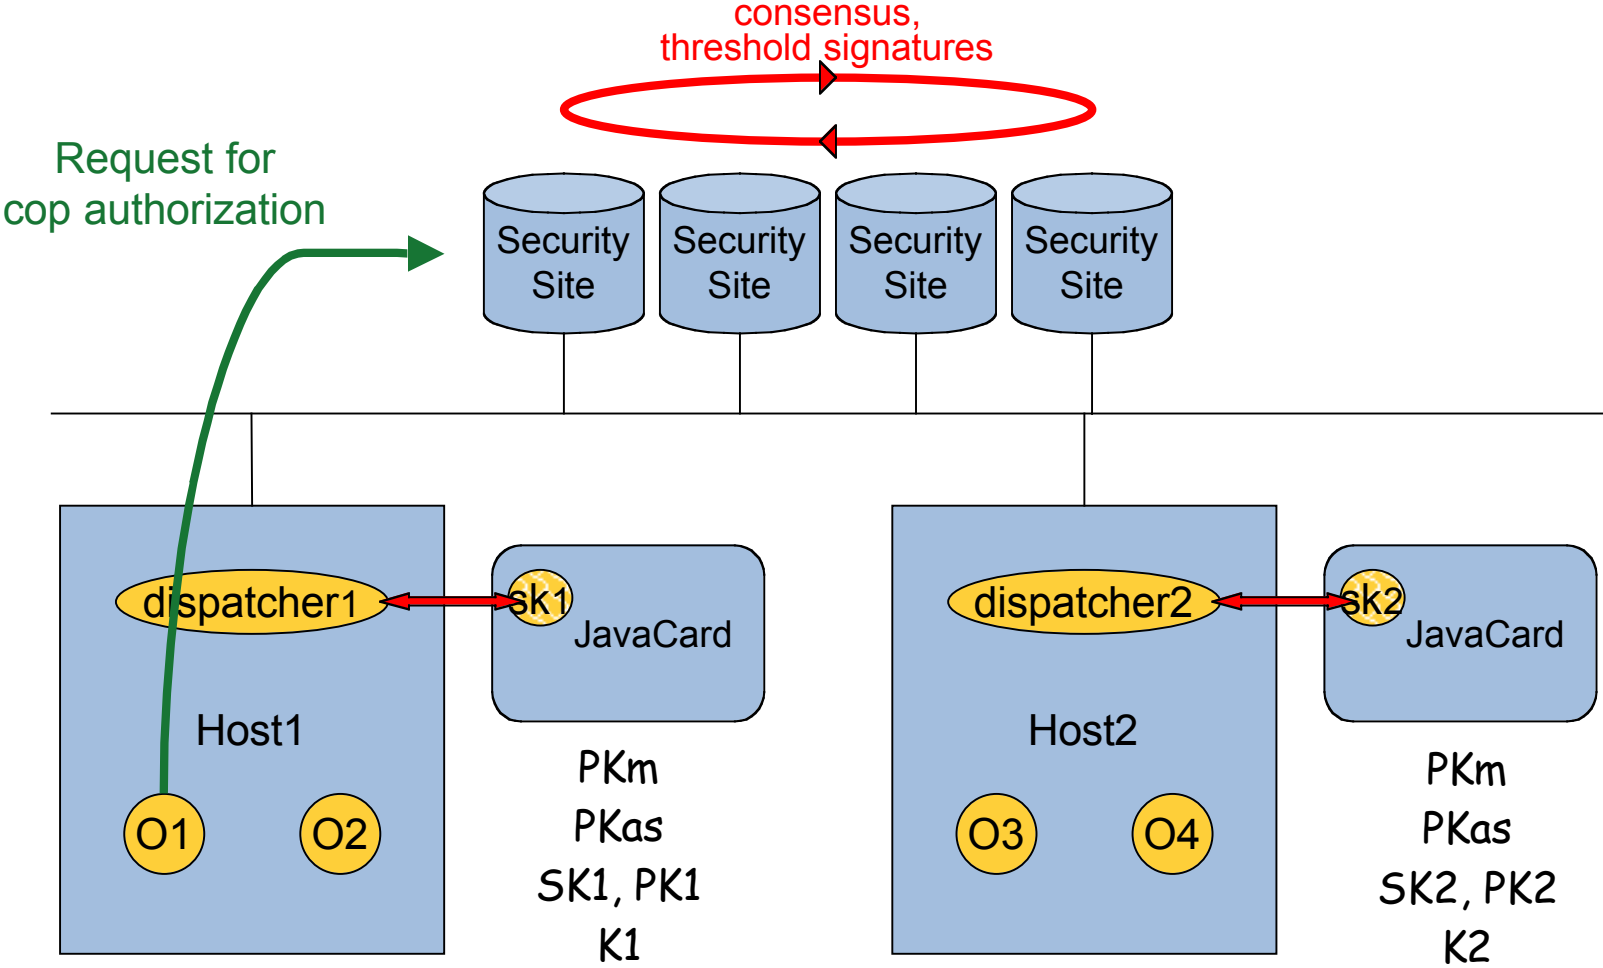 consensus,
threshold signatures
Request for
cop authorization
Security
Site
Security
Site
Security
Site
Security
Site
dispatcher1
sk1
JavaCard
Host1
O1
O2
PKm
PKas
SK1, PK1
K1
dispatcher2
sk2
JavaCard
Host2
O3
O4
PKm
PKas
SK2, PK2
K2